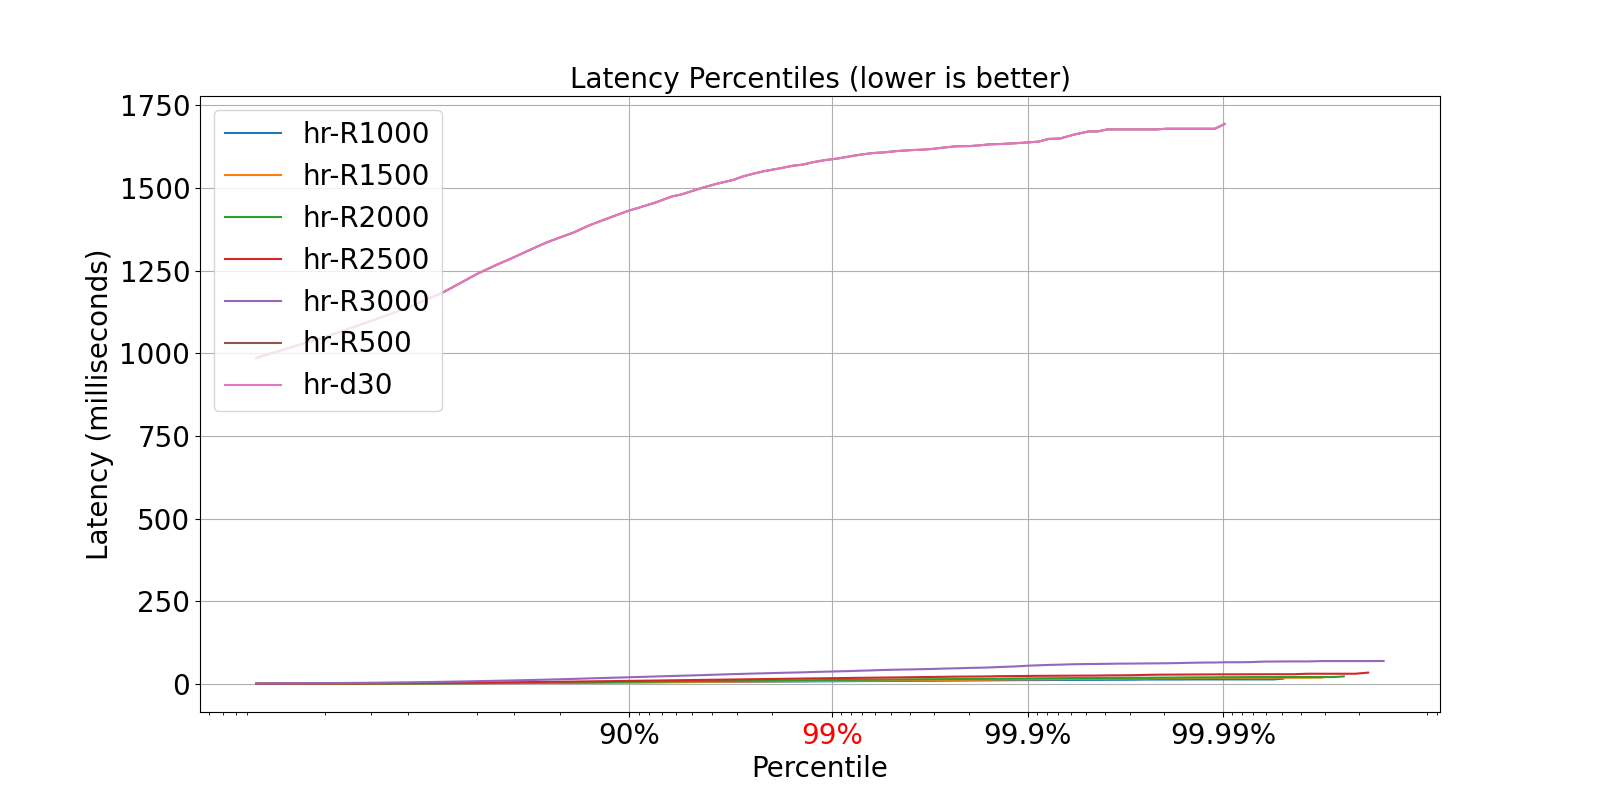 Latency Percentiles (lower is better)
1750
1500
1250
1000
750
500
250
0
Latency (milliseconds)
hr-R1000
hr-R1500
hr-R2000
hr-R2500
hr-R3000
hr-R500
hr-d30
90% 99% 99.9% 99.99%
Percentile